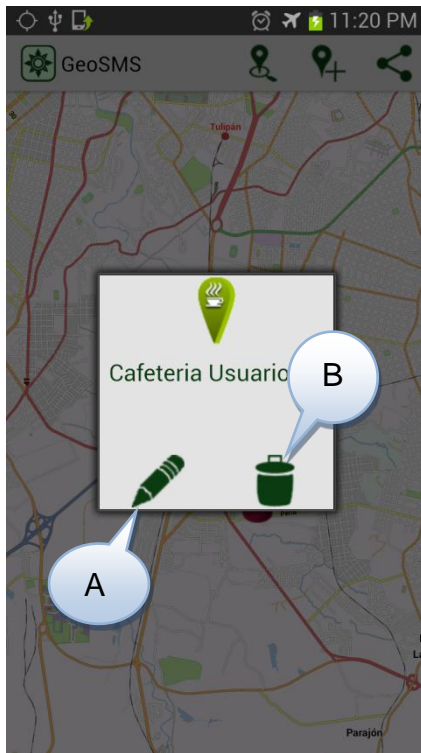 11:20 PM
GeoSMS
Tulipán
Cafeteria Usuario
B
A
Parajón